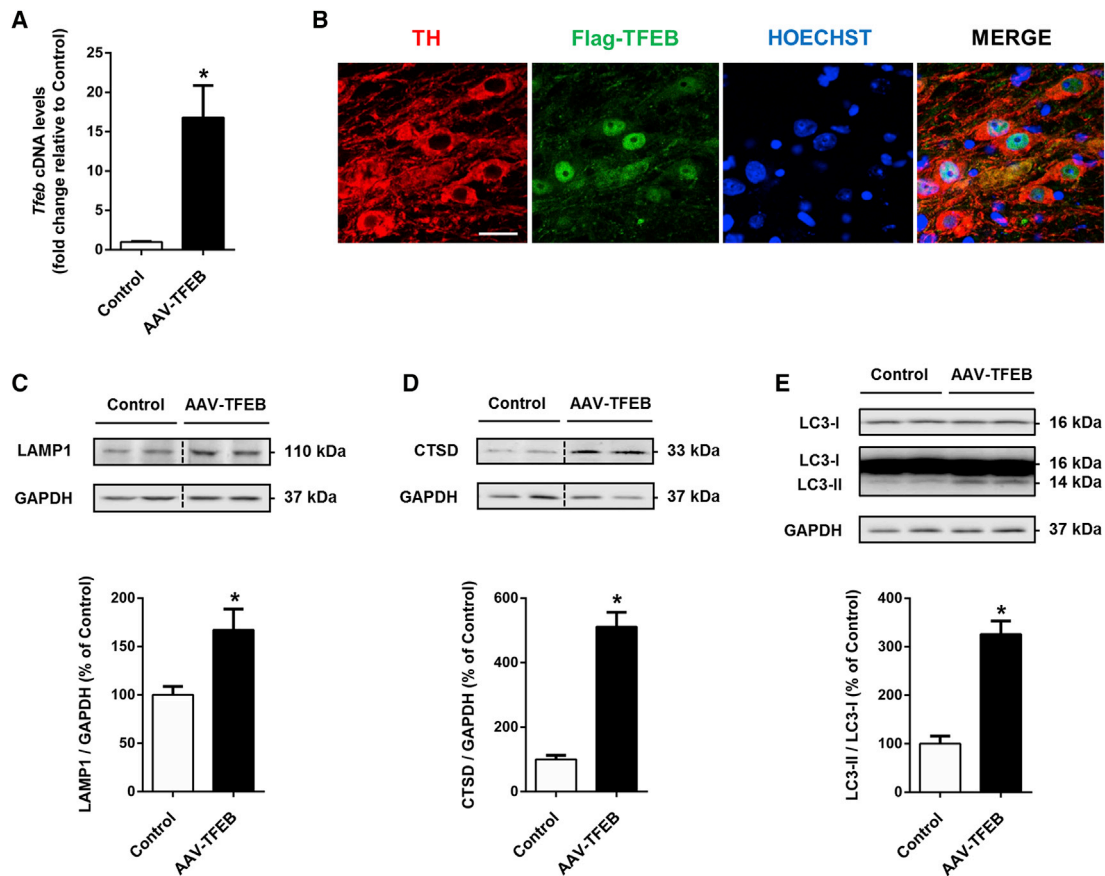 A
Tfeb cDNA levels
(fold change relative to Control)
25
20
15
10
5
0
*
Control
AAV-TFEB
B
TH
Flag-TFEB
HOECHST
MERGE
C
Control
AAV-TFEB
LAMP1
110 kDa
GAPDH
37 kDa
LAMP1 / GAPDH (% of Control)
200
150
100
50
0
*
Control
AAV-TFEB
D
Control
AAV-TFEB
CTSD
33 kDa
GAPDH
37 kDa
CTSD / GAPDH (% of Control)
600
400
200
0
*
Control
AAV-TFEB
E
Control
AAV-TFEB
LC3-I
16 kDa
LC3-I
16 kDa
LC3-II
14 kDa
GAPDH
37 kDa
LC3-II / LC3-I (% of Control)
400
300
200
100
0
*
Control
AAV-TFEB